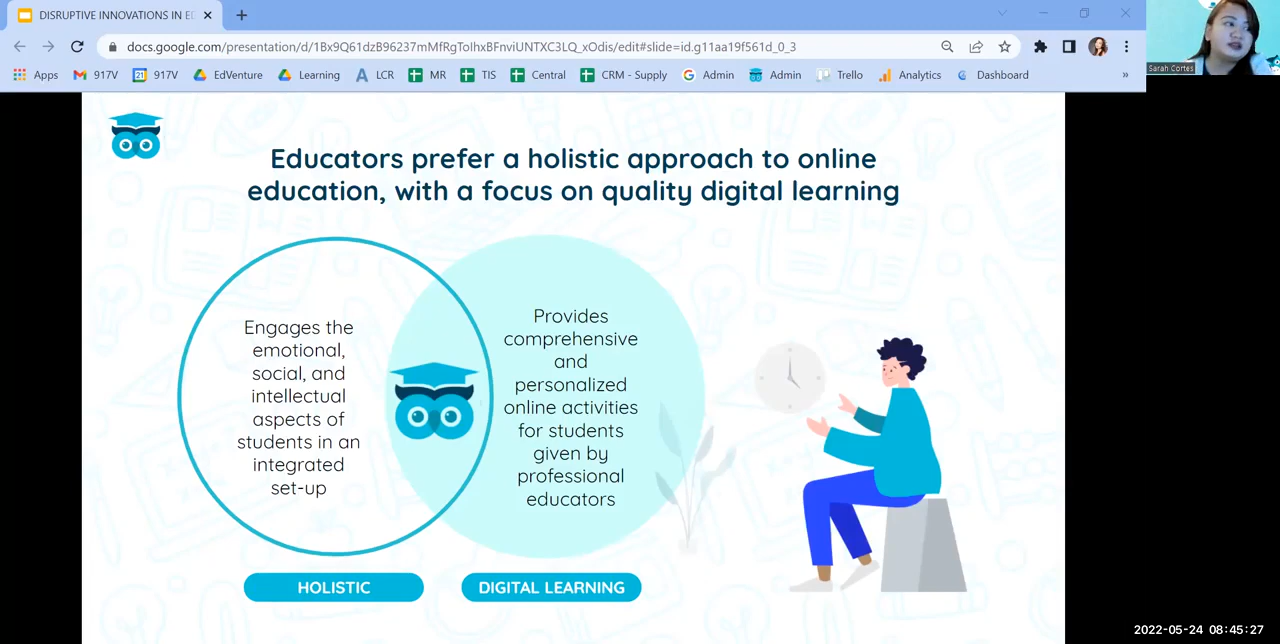 DISRUPTIVE INNOVATIONS IN ED
docs.google.com/presentation/d/1Bx9Q61dzB96237mMfRgToIhxBFnviUNTXC3LQ_xOdis/edit#slide=id.g11aa19f561d_0_3
Apps 917V 21 917V EdVenture Learning LCR MR TIS Central CRM - Supply Admin Admin Trello Analytics Dashboard »
Sarah Cortes
Educators prefer a holistic approach to online
education, with a focus on quality digital learning
Engages the
emotional,
social, and
intellectual
aspects of
students in an
integrated
set-up
Provides
comprehensive
and
personalized
online activities
for students
given by
professional
educators
HOLISTIC
DIGITAL LEARNING
2022-05-24 08:45:27